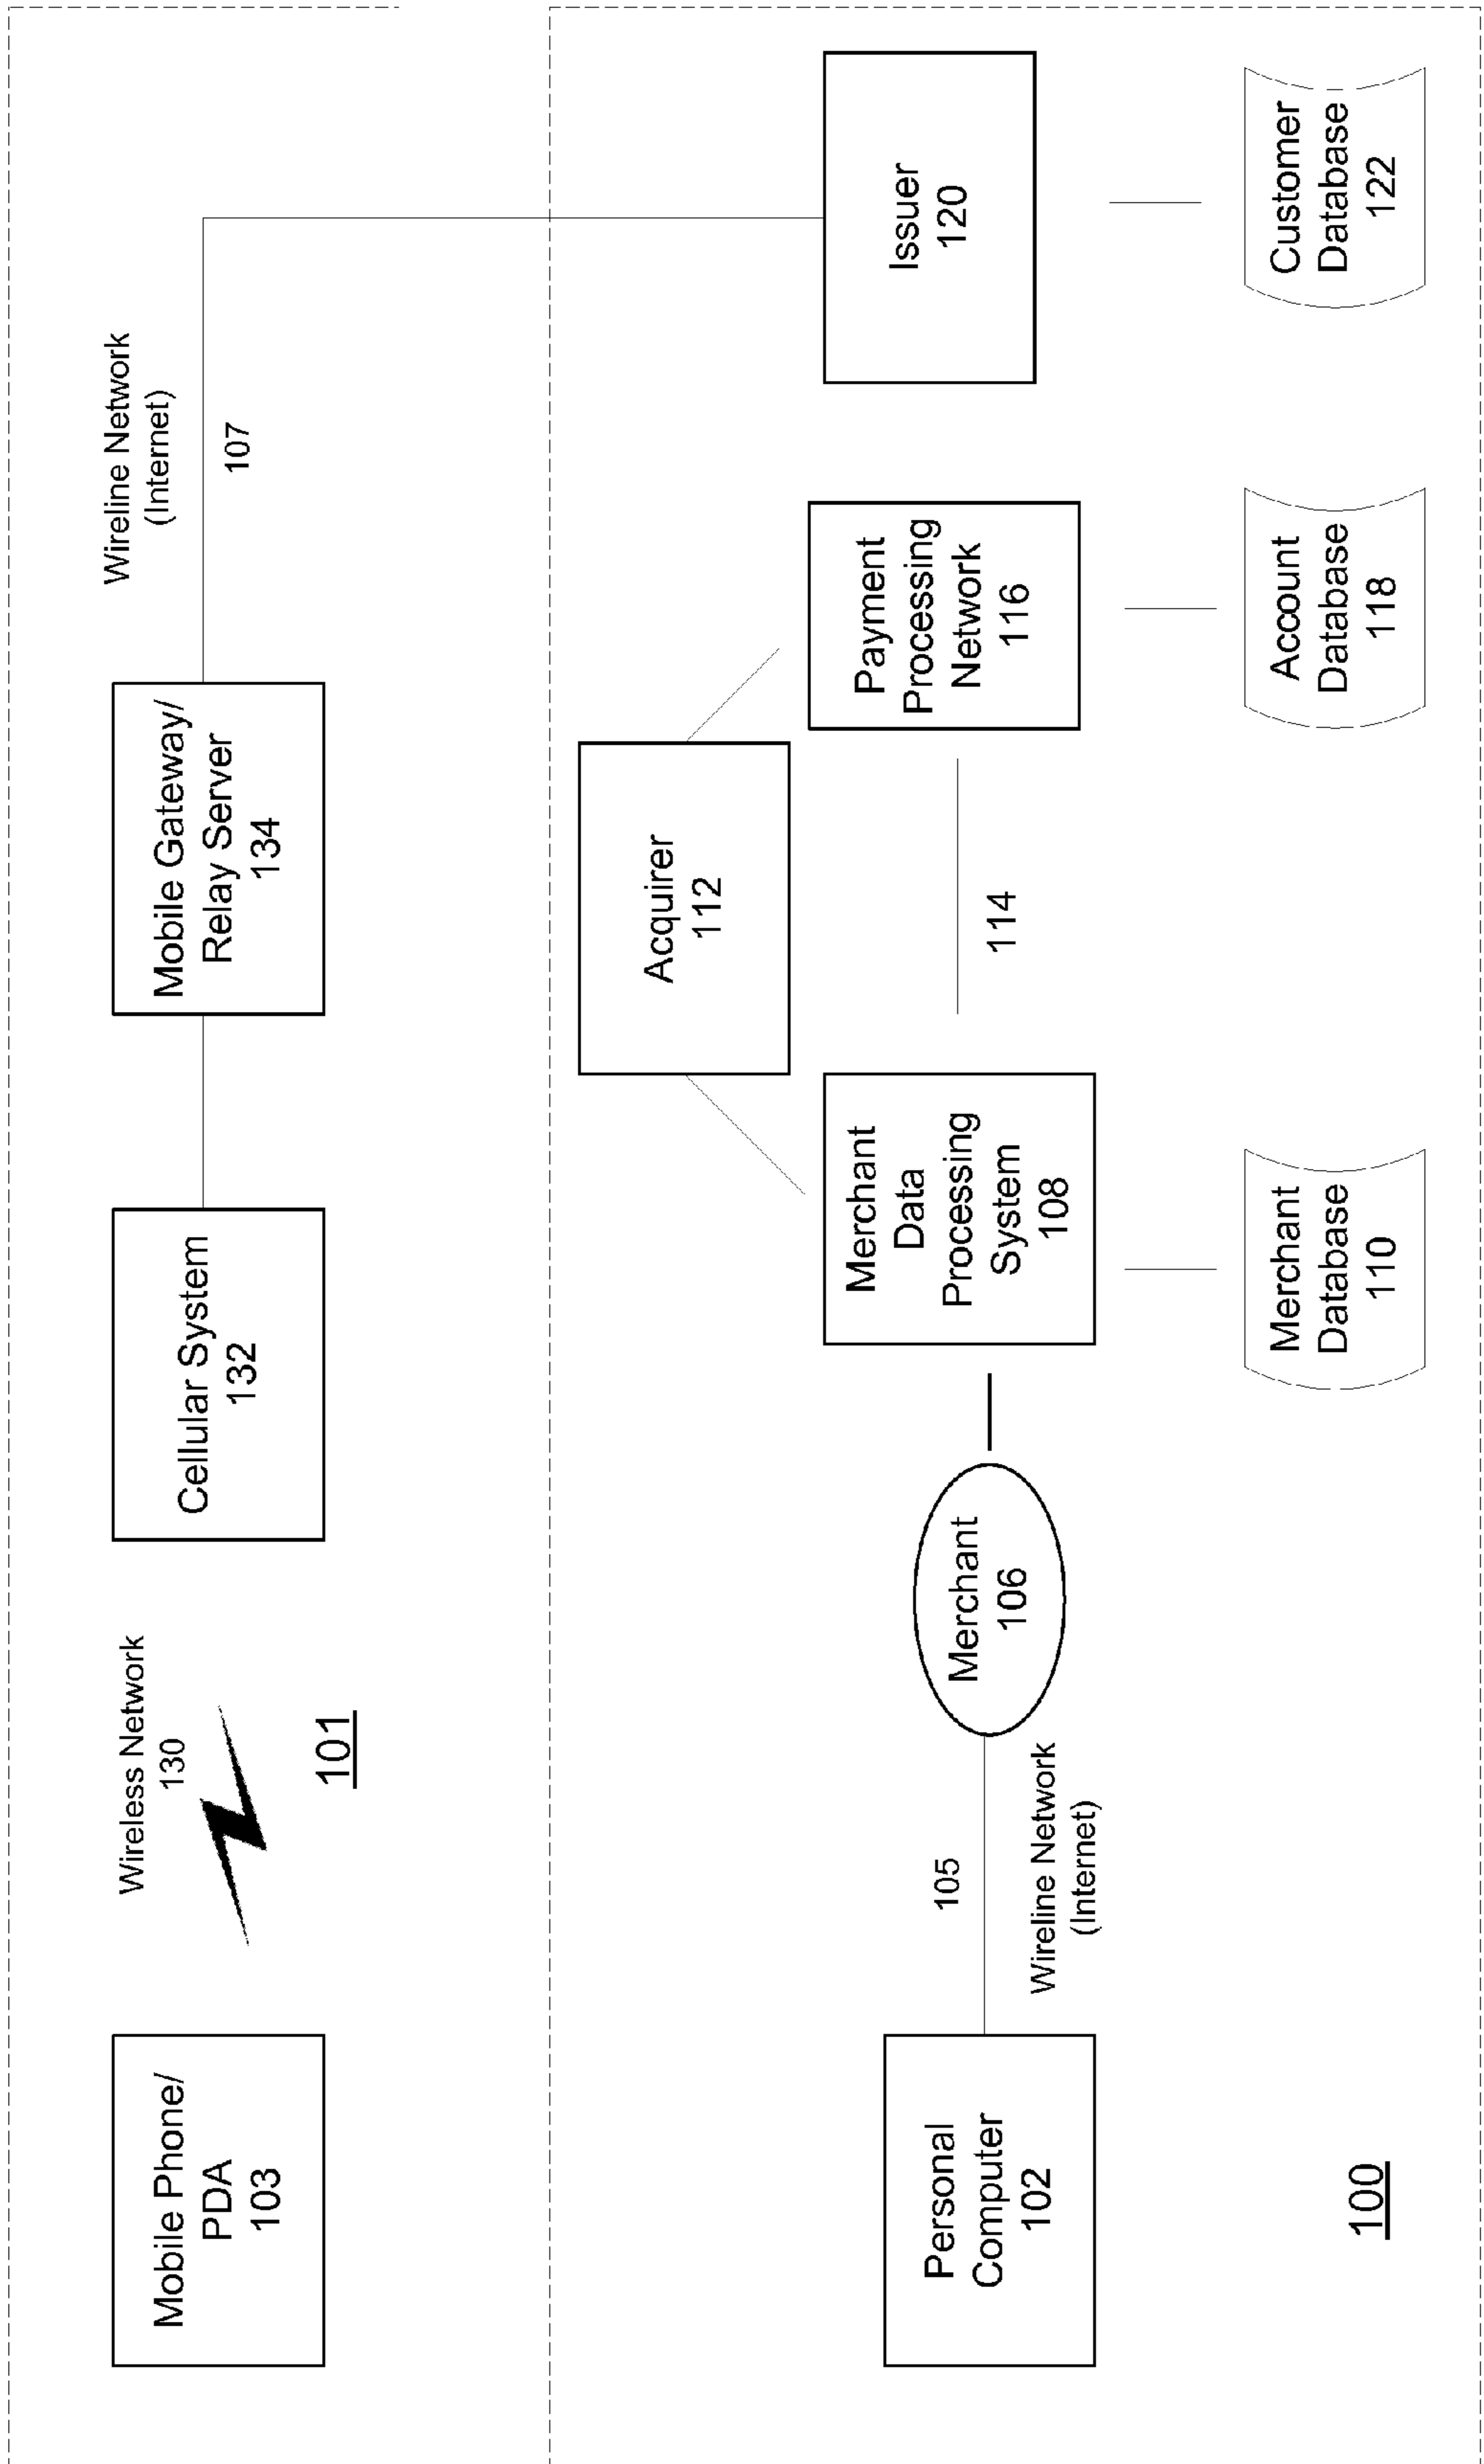 Wireless Network
130
Wireline Network
(Internet)
107
Mobile Phone/
PDA
103
Cellular System
132
Mobile Gateway/
Relay Server
134
101
Acquirer
112
Personal
Computer
102
105
Wireline Network
(Internet)
Merchant
106
Merchant
Data
Processing
System
108
114
Payment
Processing
Network
116
Issuer
120
Merchant
Database
110
Account
Database
118
Customer
Database
122
100